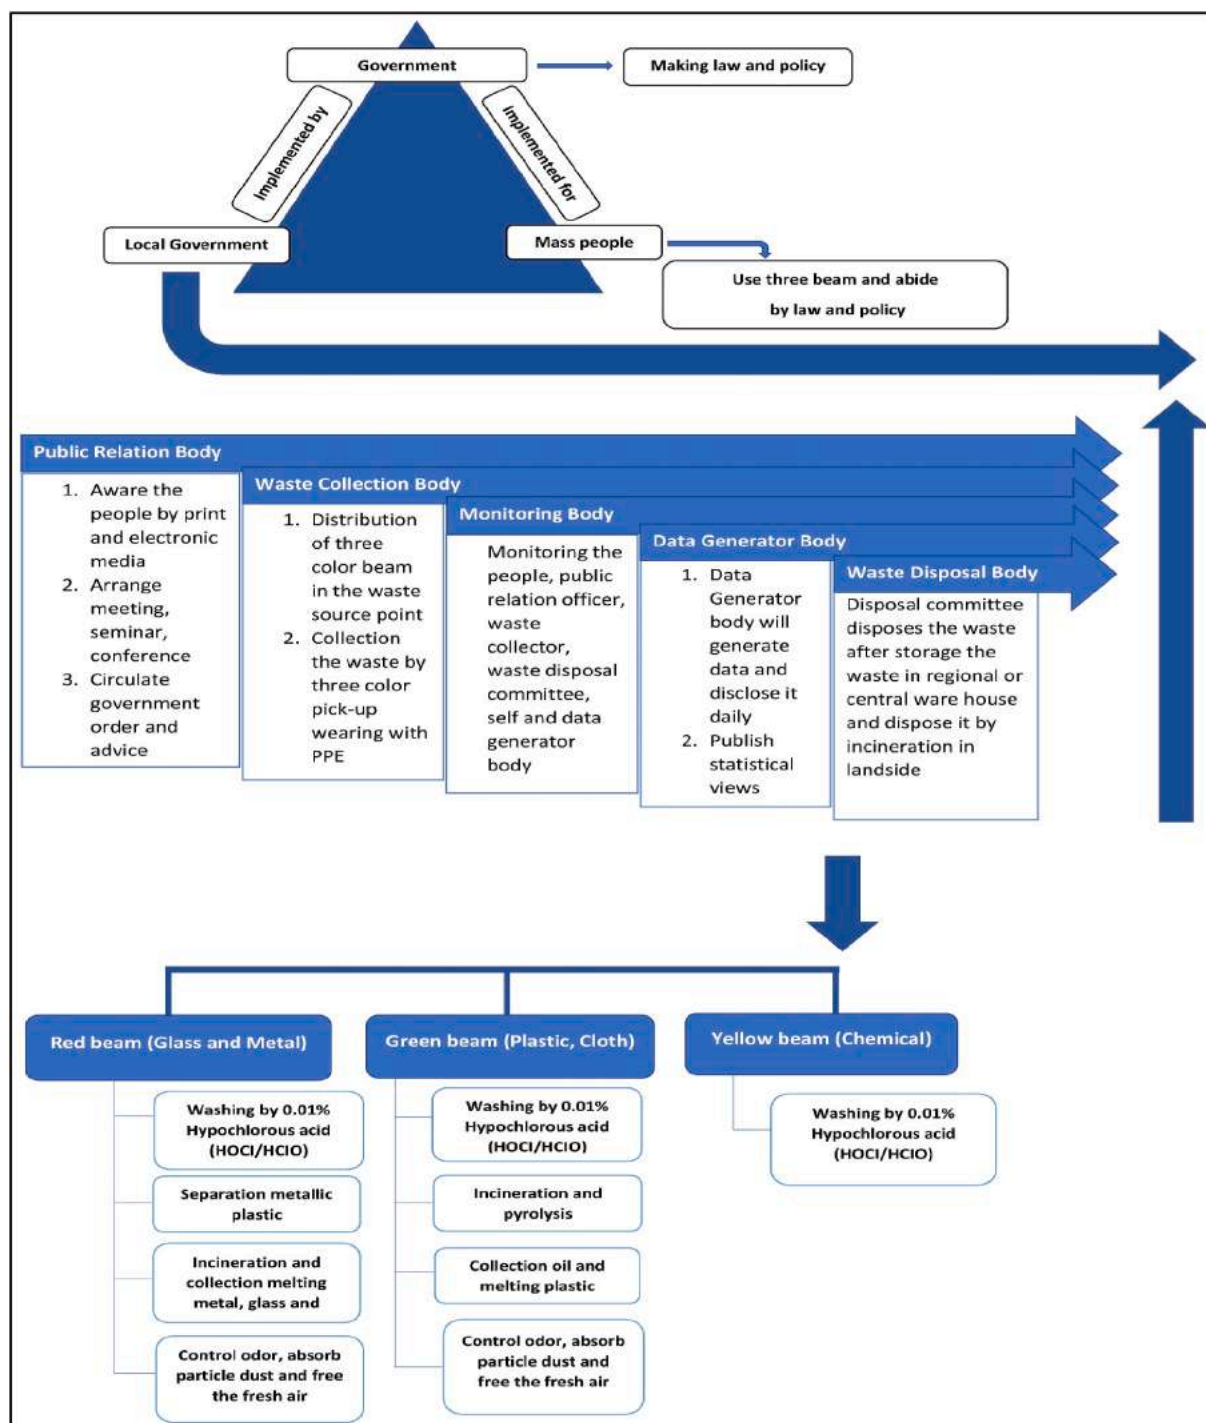 Government
Making law and policy
Implemented by
Implemented for
Local Government
Mass people
Use three beam and abide
by law and policy
Public Relation Body
1. Aware the
people by print
and electronic
media
2. Arrange
meeting,
seminar,
conference
3. Circulate
government
order and
advice
Waste Collection Body
1. Distribution
of three
color beam
in the waste
source point
2. Collection
the waste by
three color
pick-up
wearing with
PPE
Monitoring Body
Monitoring the
people, public
relation officer,
waste
collector,
waste disposal
committee,
self and data
generator
body
Data Generator Body
1. Data
Generator
body will
generate
data and
disclose it
daily
2. Publish
statistical
views
Waste Disposal Body
Disposal committee
disposes the waste
after storage the
waste in regional or
central ware house
and dispose it by
incineration in
landside
Red beam (Glass and Metal)
Washing by 0.01%
Hypochlorous acid
(HOCl/HClO)
Separation metallic
plastic
Incineration and
collection melting
metal, glass and
Control odor, absorb
particle dust and free
the fresh air
Green beam (Plastic, Cloth)
Washing by 0.01%
Hypochlorous acid
(HOCl/HClO)
Incineration and
pyrolysis
Collection oil and
melting plastic
Control odor, absorb
particle dust and
free the fresh air
Yellow beam (Chemical)
Washing by 0.01%
Hypochlorous acid
(HOCl/HClO)